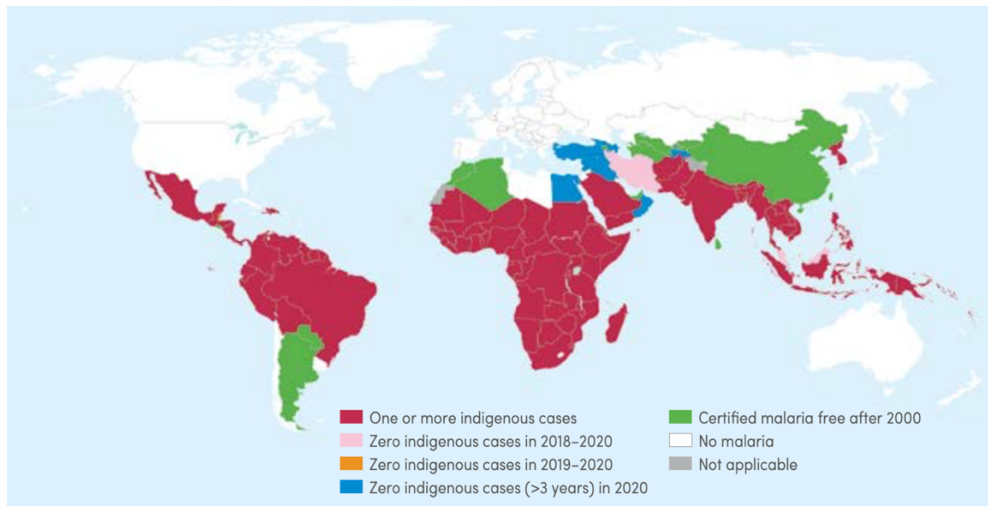 One or more indigenous cases
Zero indigenous cases in 2018–2020
Zero indigenous cases in 2019–2020
Zero indigenous cases (>3 years) in 2020
Certified malaria free after 2000
No malaria
Not applicable